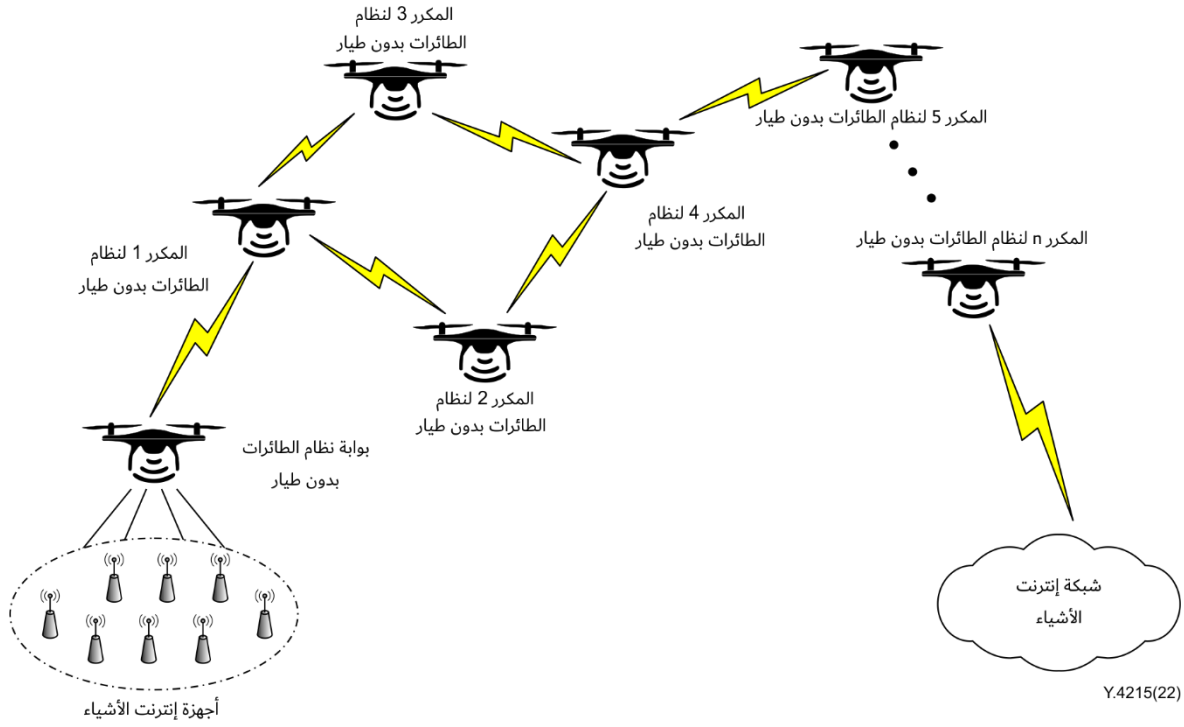 المكرر 3 لنظام
الطائرات بدون طيار
المكرر 5 لنظام الطائرات بدون طيار
المكرر 4 لنظام
الطائرات بدون طيار
المكرر n لنظام الطائرات بدون طيار
المكرر 1 لنظام
الطائرات بدون طيار
المكرر 2 لنظام
الطائرات بدون طيار
بوابة نظام الطائرات
بدون طيار
شبكة إنترنت
الأشياء
أجهزة إنترنت الأشياء
Y.4215(22)